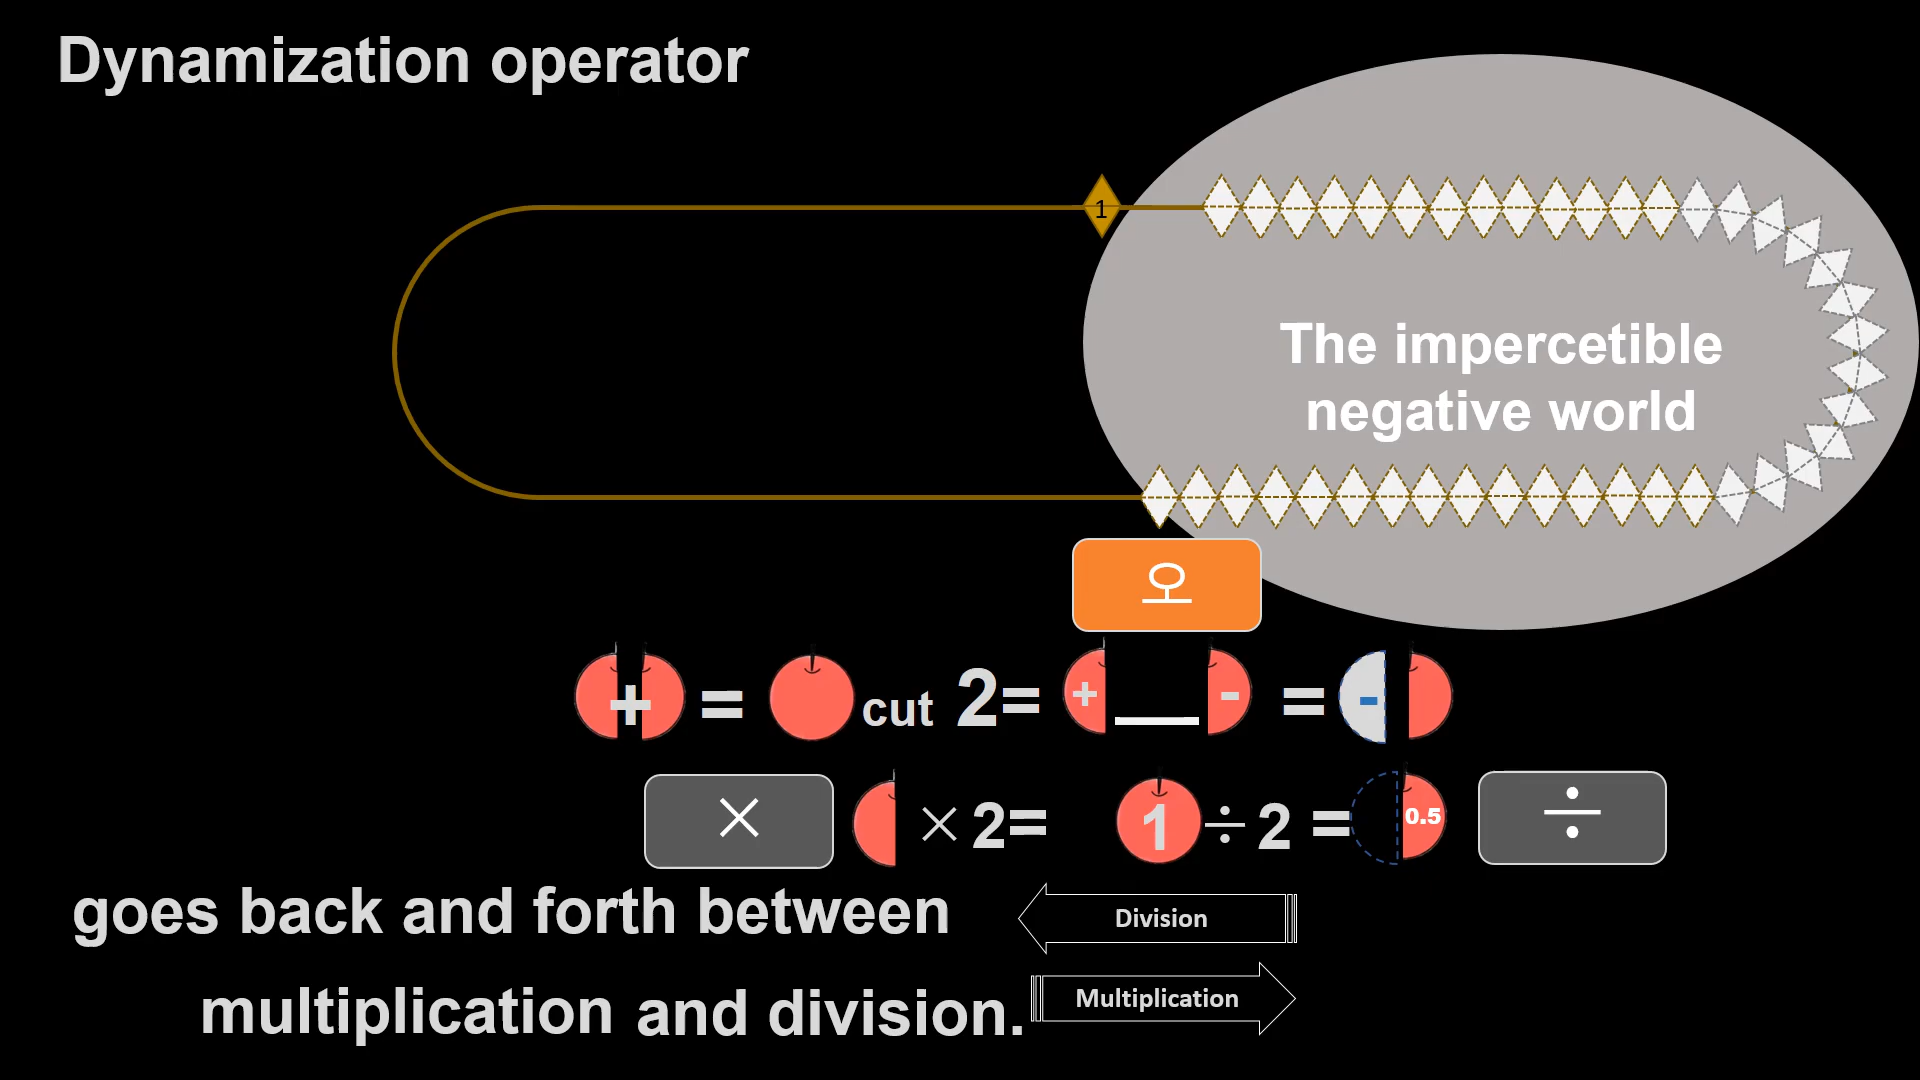 Dynamization operator
1
The impercetible
negative world
오
+ = cut 2= + - = -
× × 2= 1 ÷ 2 = 0.5 ÷
goes back and forth between
Division
multiplication and division.
Multiplication